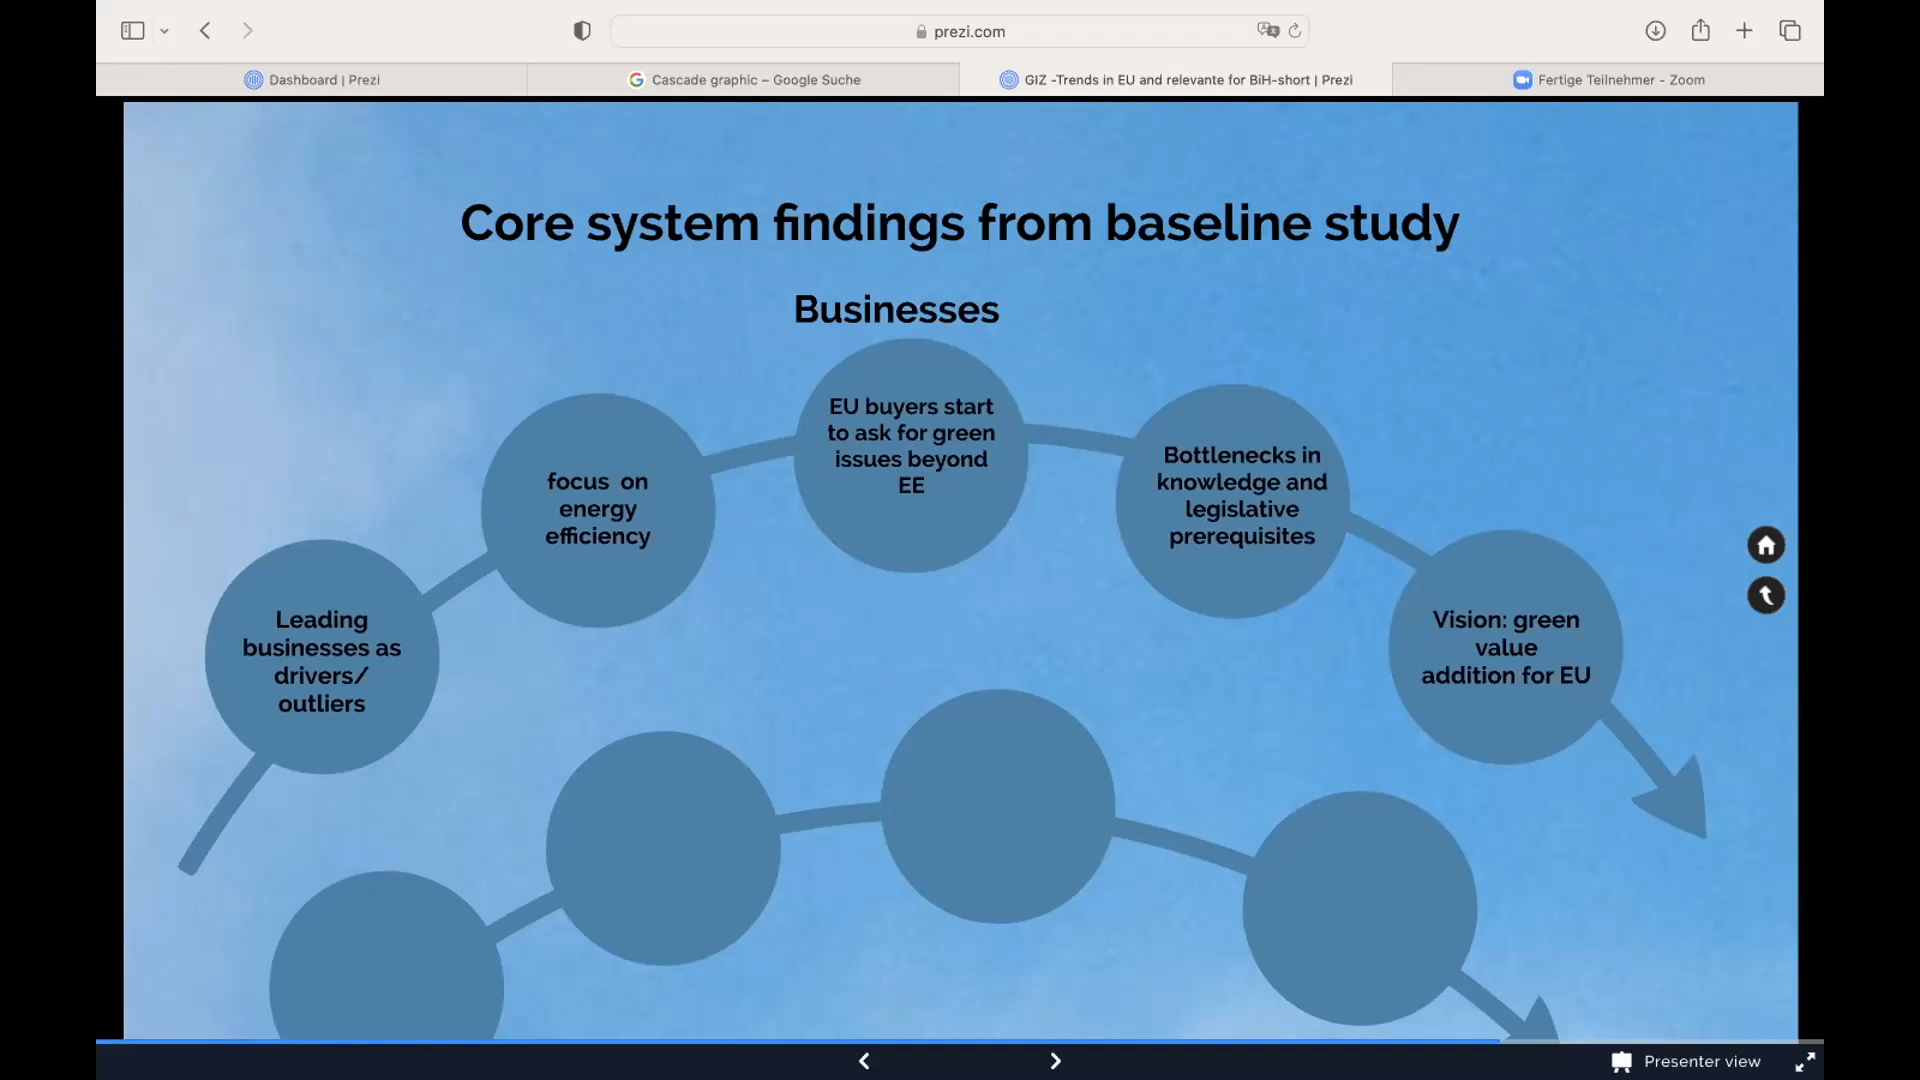 prezi.com
Dashboard | Prezi
Cascade graphic – Google Suche
GIZ -Trends in EU and relevante for BiH-short | Prezi
Fertige Teilnehmer - Zoom
Core system findings from baseline study
Businesses
EU buyers start
to ask for green
issues beyond
EE
focus on
energy
efficiency
Bottlenecks in
knowledge and
legislative
prerequisites
Leading
businesses as
drivers/
outliers
Vision: green
value
addition for EU
Presenter view